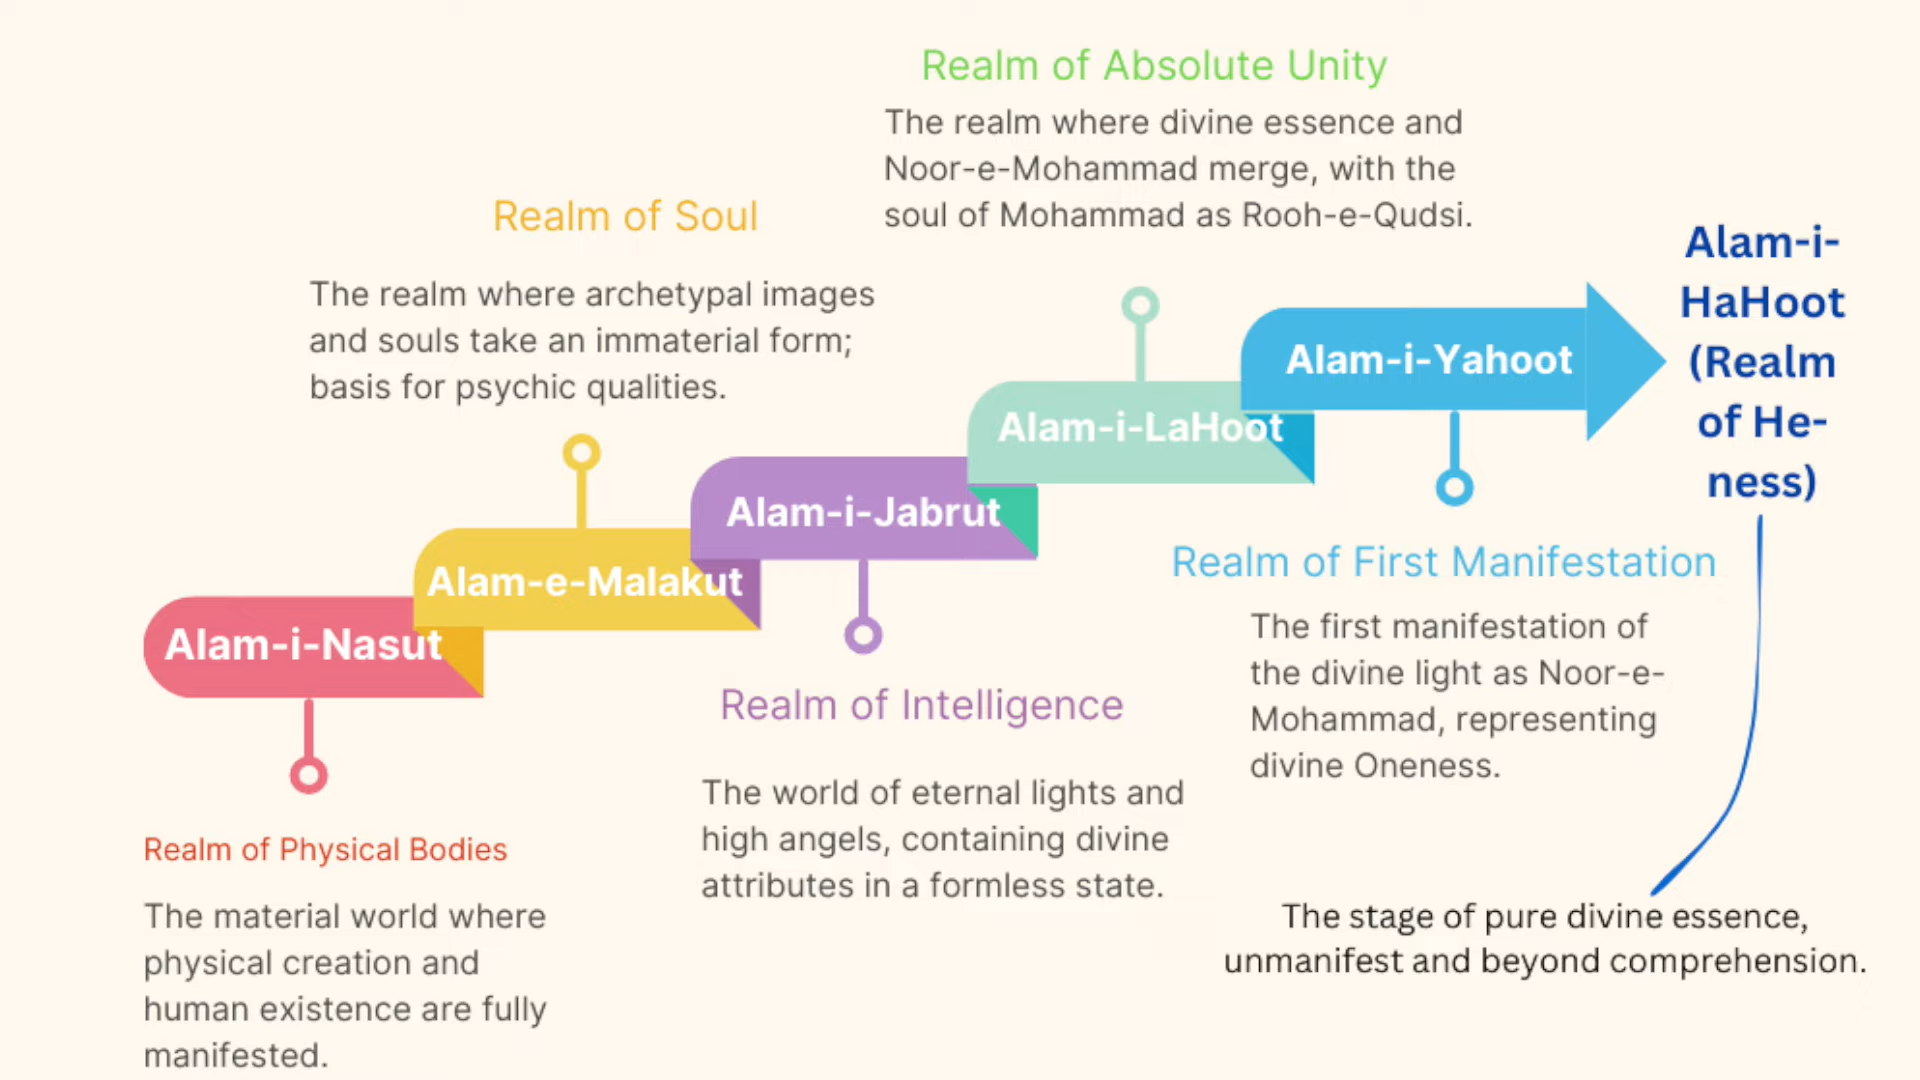 Realm of Absolute Unity
The realm where divine essence and
Noor-e-Mohammad merge, with the
soul of Mohammad as Rooh-e-Qudsi.
Realm of Soul
The realm where archetypal images
and souls take an immaterial form;
basis for psychic qualities.
Alam-i-
HaHoot
(Realm
of He-
ness)
Alam-i-Yahoot
Alam-i-LaHoot
Alam-i-Jabrut
Alam-e-Malakut
Alam-i-Nasut
Realm of First Manifestation
The first manifestation of
the divine light as Noor-e-
Mohammad, representing
divine Oneness.
Realm of Intelligence
The world of eternal lights and
high angels, containing divine
attributes in a formless state.
Realm of Physical Bodies
The material world where
physical creation and
human existence are fully
manifested.
The stage of pure divine essence,
unmanifest and beyond comprehension.